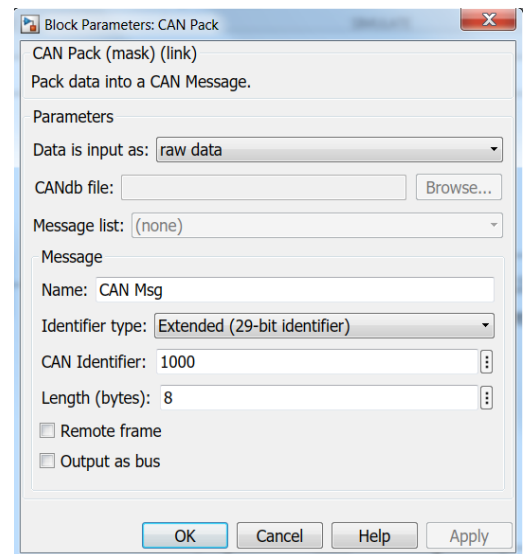 Block Parameters: CAN Pack
CAN Pack (mask) (link)
Pack data into a CAN Message.
Parameters
Data is input as: raw data
CANdb file: Browse...
Message list: (none)
Message
Name: CAN Msg
Identifier type: Extended (29-bit identifier)
CAN Identifier: 1000
Length (bytes): 8
Remote frame
Output as bus
OK Cancel Help Apply